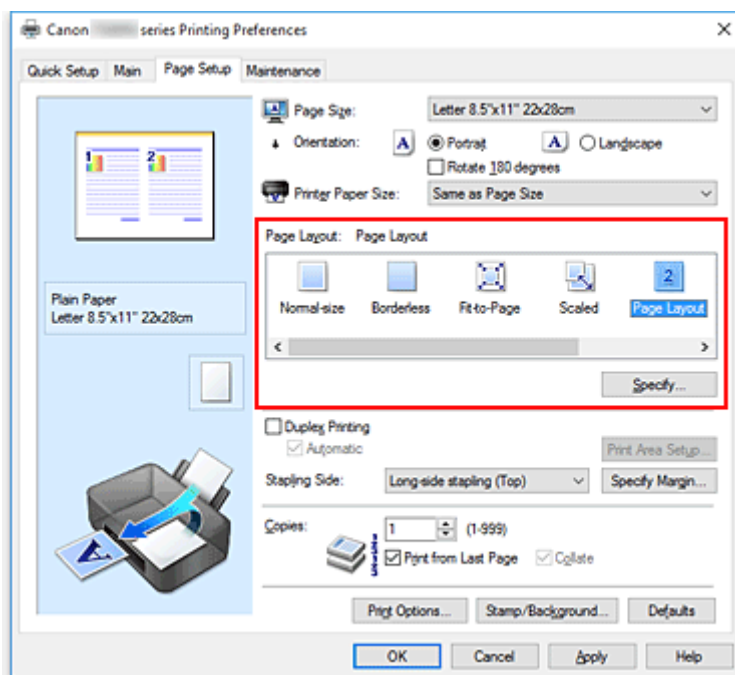 Canon series Printing Preferences
Quick Setup Main Page Setup Maintenance
Page Size: Letter 8.5"x11" 22x28cm
Orientation: A Portrait A Landscape
Rotate 180 degrees
Printer Paper Size: Same as Page Size
1 2
Page Layout: Page Layout
2
Normal-size Borderless Fit-to-Page Scaled Page Layout
Plain Paper
Letter 8.5"x11" 22x28cm
Specify...
Duplex Printing
Automatic
Print Area Setup...
Stapling Side: Long-side stapling (Top) Specify Margin...
Copies: 1 (1-999)
Print from Last Page Collate
A
Print Options... Stamp/Background... Defaults
OK Cancel Apply Help